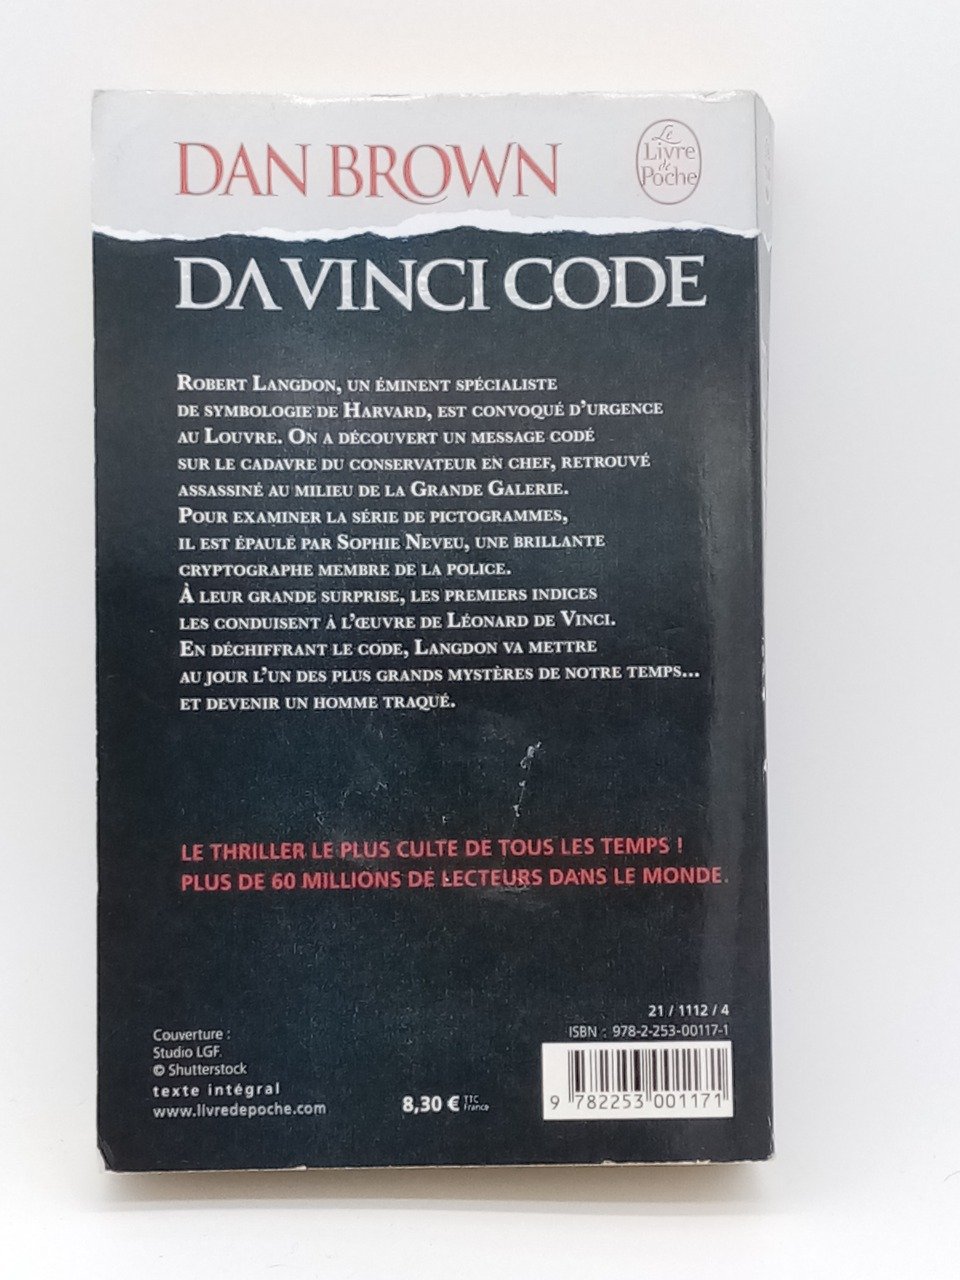 DAN BROWN
Le
Livre
de
Poche
DA VINCI CODE
Robert Langdon, un éminent spécialiste
de symbologie de Harvard, est convoqué d'urgence
au Louvre. On a découvert un message codé
sur le cadavre du conservateur en chef, retrouvé
assassiné au milieu de la Grande Galerie.
Pour examiner la série de pictogrammes,
il est épaulé par Sophie Neveu, une brillante
cryptographe membre de la police.
À leur grande surprise, les premiers indices
les conduisent à l'œuvre de Léonard de Vinci.
En déchiffrant le code, Langdon va mettre
au jour l'un des plus grands mystères de notre temps...
et devenir un homme traqué.
LE THRILLER LE PLUS CULTE DE TOUS LES TEMPS !
PLUS DE 60 MILLIONS DE LECTEURS DANS LE MONDE.
21 / 1112 / 4
ISBN : 978-2-253-00117-1
Couverture :
Studio LGF.
© Shutterstock
texte intégral
www.livredepoche.com
8,30 € TTC France
9 782253 001171